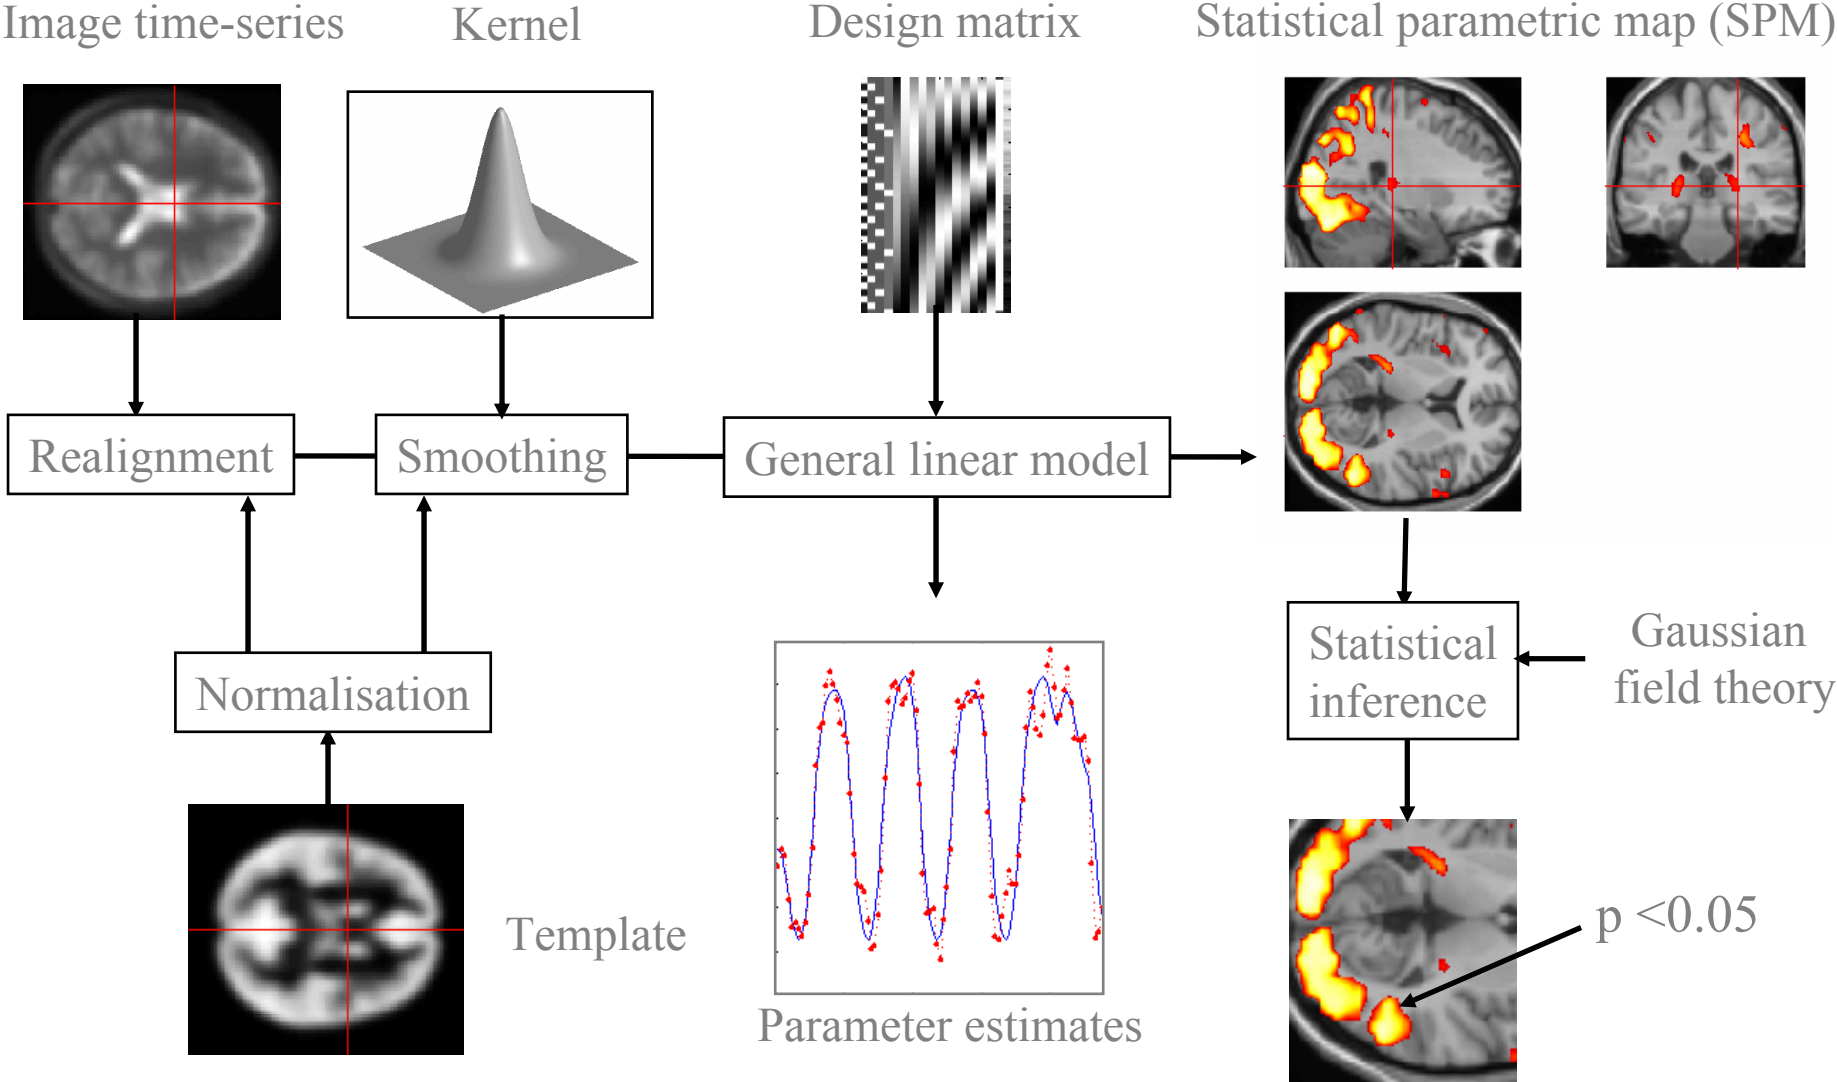 Image time-series
Kernel
Design matrix
Statistical parametric map (SPM)
Realignment
Smoothing
General linear model
Normalisation
Statistical
inference
Gaussian
field theory
Template
Parameter estimates
p <0.05